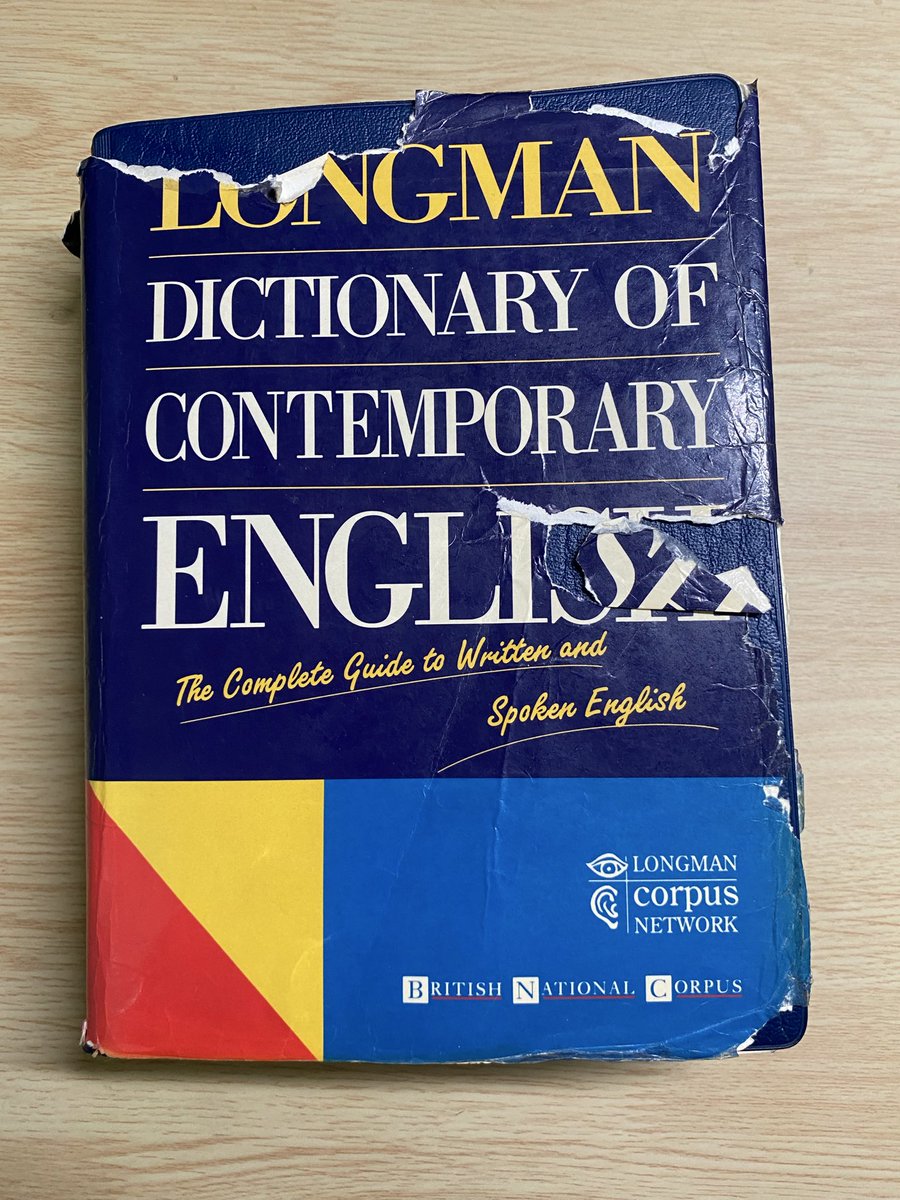 LONGMAN
DICTIONARY OF
CONTEMPORARY
ENGLISH
The Complete Guide to Written and
Spoken English
LONGMAN
corpus
NETWORK
BRITISH NATIONAL CORPUS